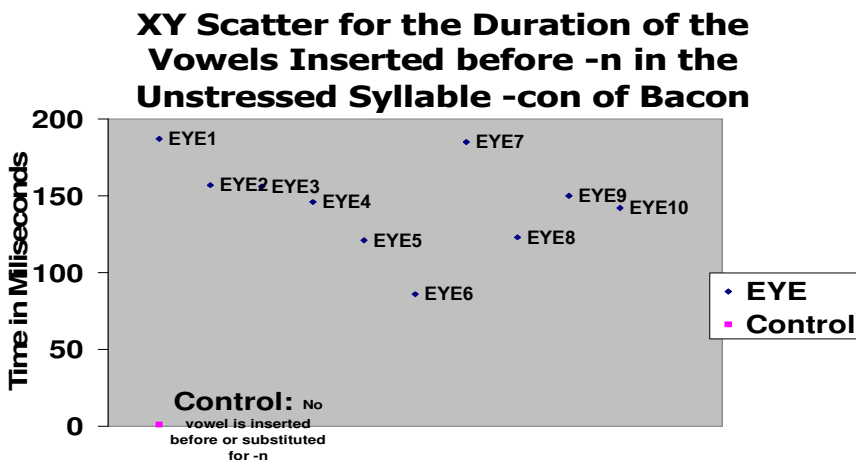 XY Scatter for the Duration of the
Vowels Inserted before -n in the
Unstressed Syllable -con of Bacon
200
150
100
50
0
Time in Miliseconds
EYE1
EYE2
EYE3
EYE4
EYE5
EYE6
EYE7
EYE8
EYE9
EYE10
Control: No
vowel is inserted
before or substituted
for -n
EYE
Control